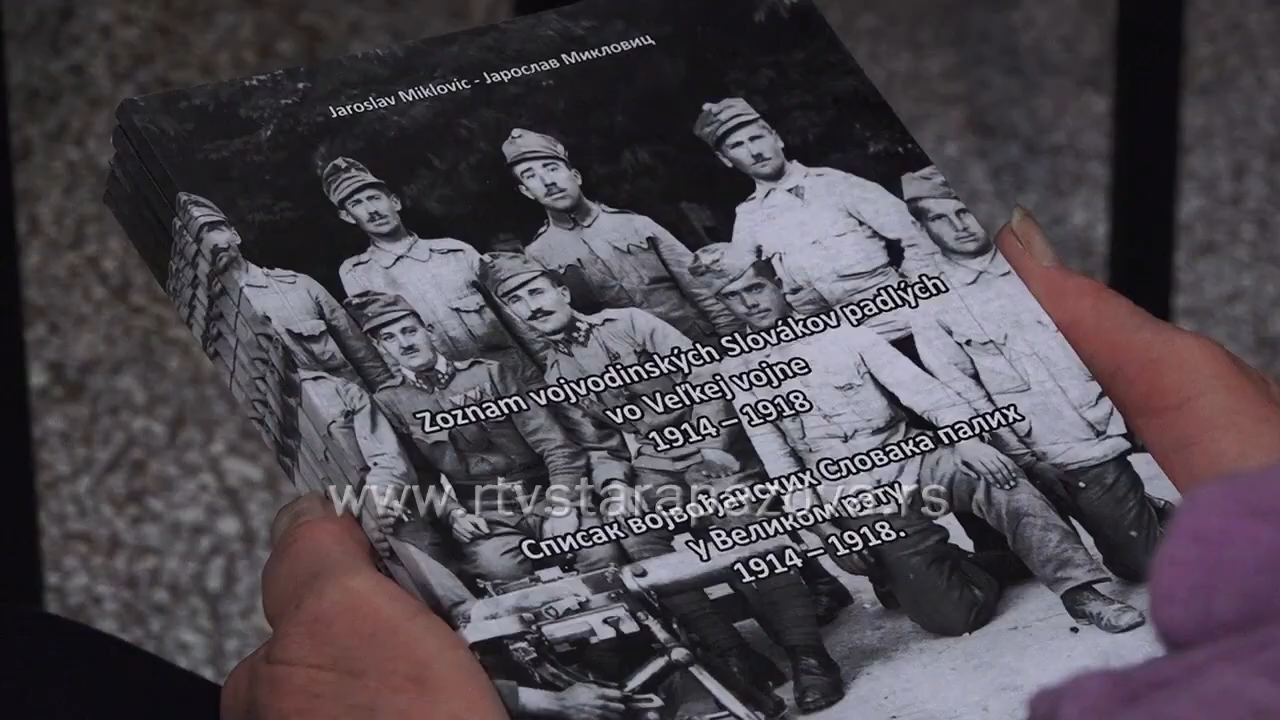 Jaroslav Miklovic - Јарослав Микловиц
Zoznam vojvodinských Slovákov padlých
vo Veľkej vojne
1914 – 1918
Списак војвођанских Словака палих
у Великом рату
1914 – 1918.
www.rtvstarapazova.rs